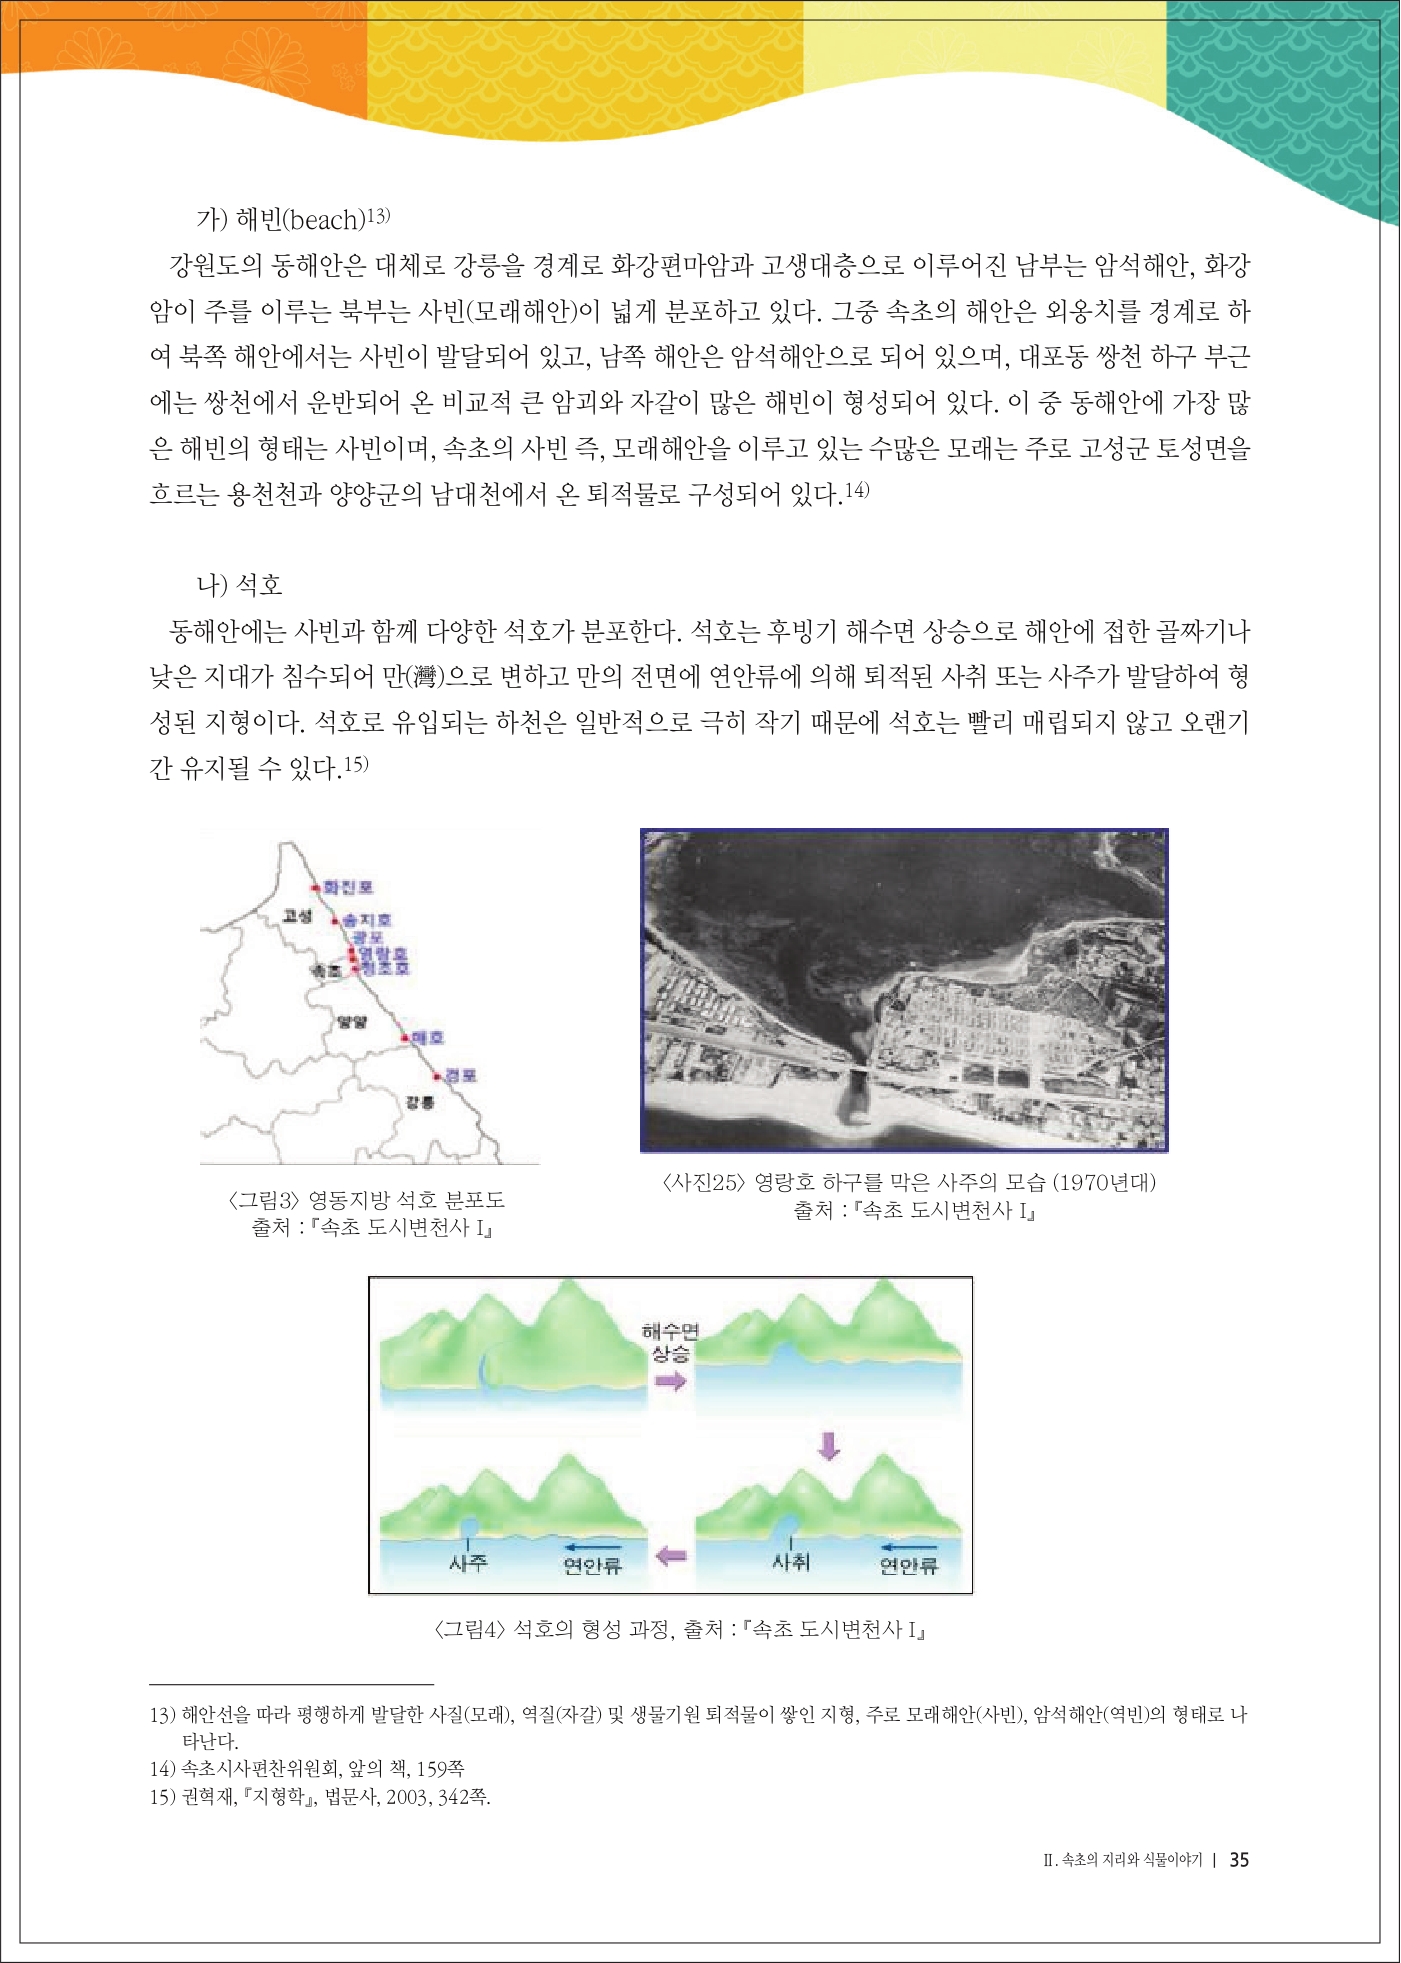 가) 해빈(beach)13)
강원도의 동해안은 대체로 강릉을 경계로 화강편마암과 고생대층으로 이루어진 남부는 암석해안, 화강
암이 주를 이루는 북부는 사빈(모래해안)이 넓게 분포하고 있다. 그중 속초의 해안은 외옹치를 경계로 하
여 북쪽 해안에서는 사빈이 발달되어 있고, 남쪽 해안은 암석해안으로 되어 있으며, 대포동 쌍천 하구 부근
에는 쌍천에서 운반되어 온 비교적 큰 암괴와 자갈이 많은 해빈이 형성되어 있다. 이 중 동해안에 가장 많
은 해빈의 형태는 사빈이며, 속초의 사빈 즉, 모래해안을 이루고 있는 수많은 모래는 주로 고성군 토성면을
흐르는 용천천과 양양군의 남대천에서 온 퇴적물로 구성되어 있다.14)
나) 석호
동해안에는 사빈과 함께 다양한 석호가 분포한다. 석호는 후빙기 해수면 상승으로 해안에 접한 골짜기나
낮은 지대가 침수되어 만(灣)으로 변하고 만의 전면에 연안류에 의해 퇴적된 사취 또는 사주가 발달하여 형
성된 지형이다. 석호로 유입되는 하천은 일반적으로 극히 작기 때문에 석호는 빨리 매립되지 않고 오랜기
간 유지될 수 있다.15)
화진포
고성
송지호
광포
영랑호
속초
청초호
양양
매호
경포
강릉
〈그림3〉 영동지방 석호 분포도
출처 :『속초 도시변천사 I』
〈사진25〉 영랑호 하구를 막은 사주의 모습 (1970년대)
출처 :『속초 도시변천사 I』
해수면
상승
사주
연안류
사취
연안류
〈그림4〉 석호의 형성 과정, 출처 :『속초 도시변천사 I』
13) 해안선을 따라 평행하게 발달한 사질(모래), 역질(자갈) 및 생물기원 퇴적물이 쌓인 지형, 주로 모래해안(사빈), 암석해안(역빈)의 형태로 나
타난다.
14) 속초시사편찬위원회, 앞의 책, 159쪽
15) 권혁재,『지형학』, 법문사, 2003, 342쪽.
Ⅱ. 속초의 지리와 식물이야기 | 35